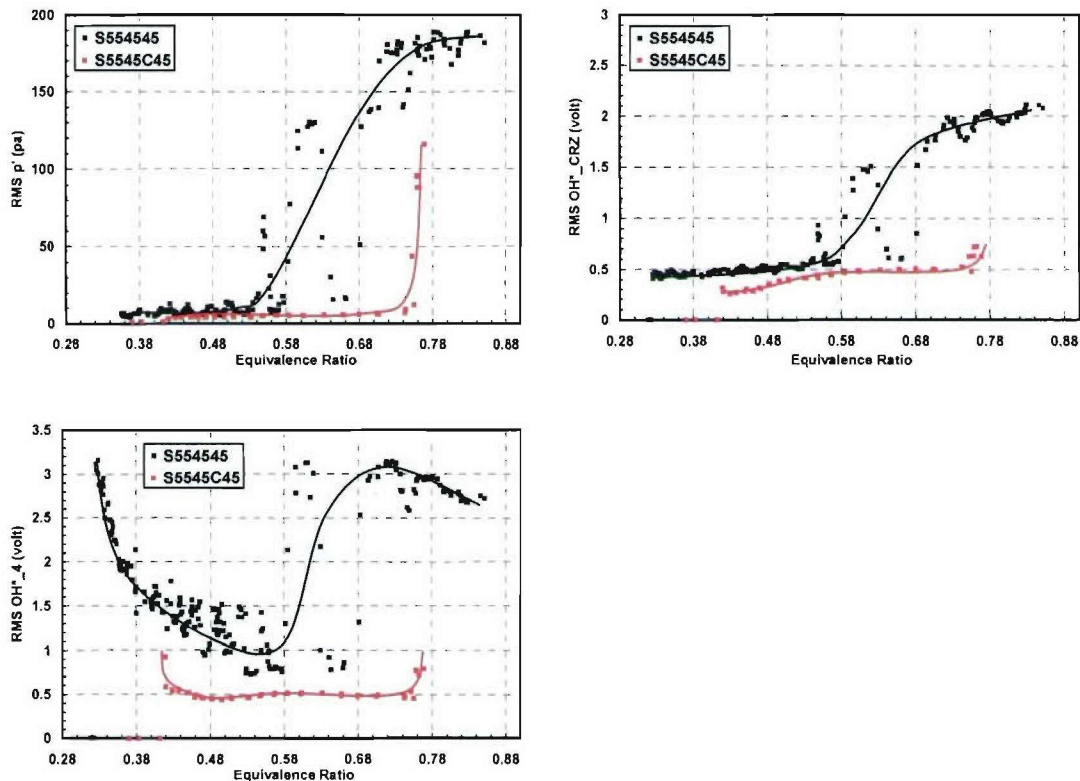 200
150
100
50
0
RMS p' (pa)
S554545
S5545C45
0.28 0.38 0.48 0.58 0.68 0.78 0.88
Equivalence Ratio
3
2.5
2
1.5
1
0.5
0
RMS OH*_CRZ (volt)
S554545
S5545C45
0.28 0.38 0.48 0.58 0.68 0.78 0.88
Equivalence Ratio
3.5
3
2.5
2
1.5
1
0.5
0
RMS OH*_4 (volt)
S554545
S5545C45
0.28 0.38 0.48 0.58 0.68 0.78 0.88
Equivalence Ratio